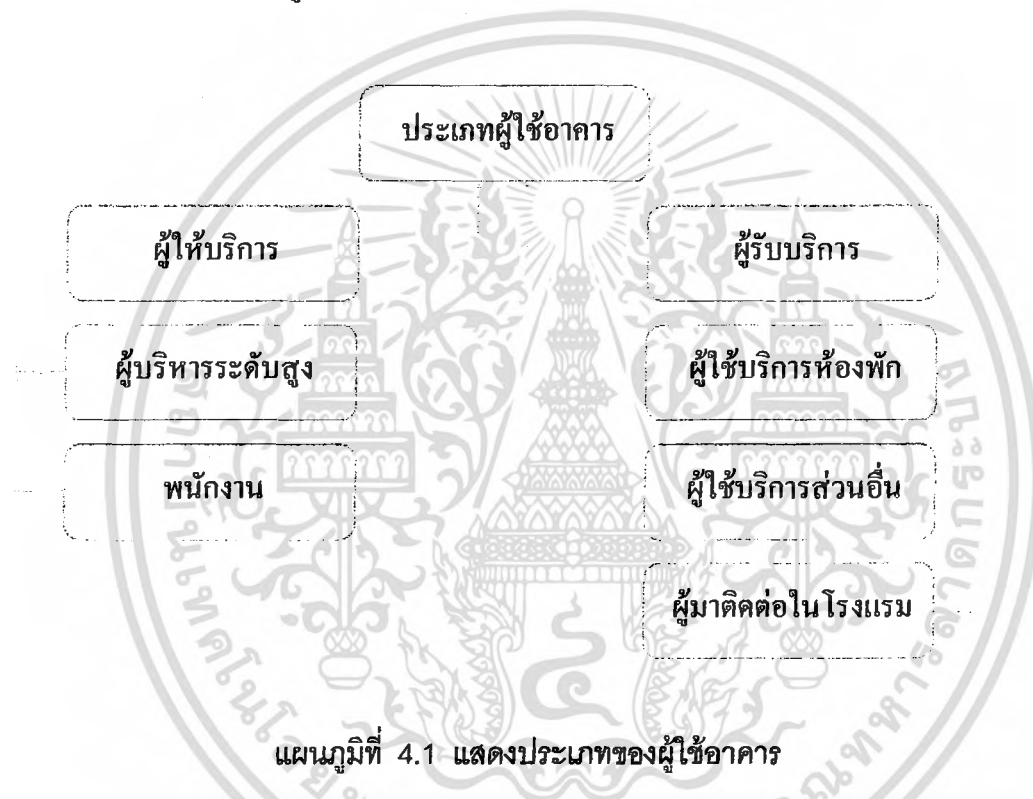 ประเภทผู้ใช้อาคาร
ผู้ให้บริการ
ผู้บริหารระดับสูง
พนักงาน
ผู้รับบริการ
ผู้ใช้บริการห้องพัก
ผู้ใช้บริการส่วนอื่น
ผู้มาติดต่อในโรงแรม
แผนภูมิที่ 4.1 แสดงประเภทของผู้ใช้อาคาร